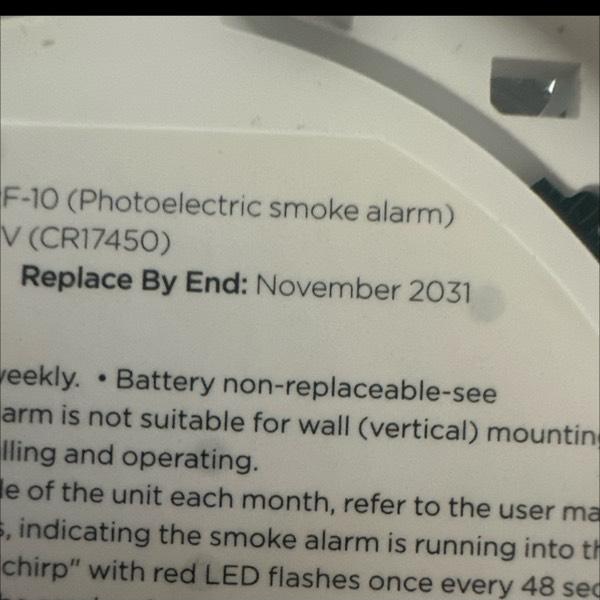 F-10 (Photoelectric smoke alarm)
V (CR17450)
Replace By End: November 2031
weekly. • Battery non-replaceable-see
arm is not suitable for wall (vertical) mounting
lling and operating.
le of the unit each month, refer to the user ma
s, indicating the smoke alarm is running into th
chirp" with red LED flashes once every 48 sec